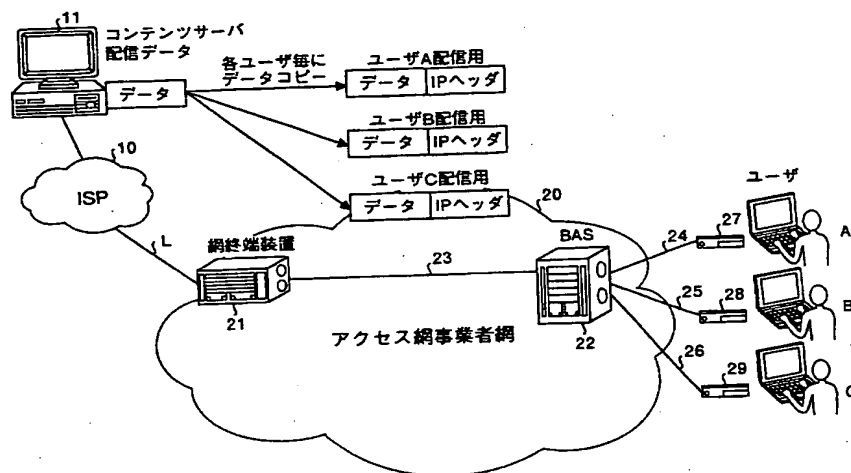 11
コンテンツサーバ
配信データ
各ユーザ毎に
データコピー
データ
ユーザA配信用
データ IPヘッダ
ユーザB配信用
データ IPヘッダ
ユーザC配信用
データ IPヘッダ
10
ISP
L
20
ユーザ
網終端装置
21
23
BAS
22
24
27
A
25
28
B
26
29
C
アクセス網事業者網